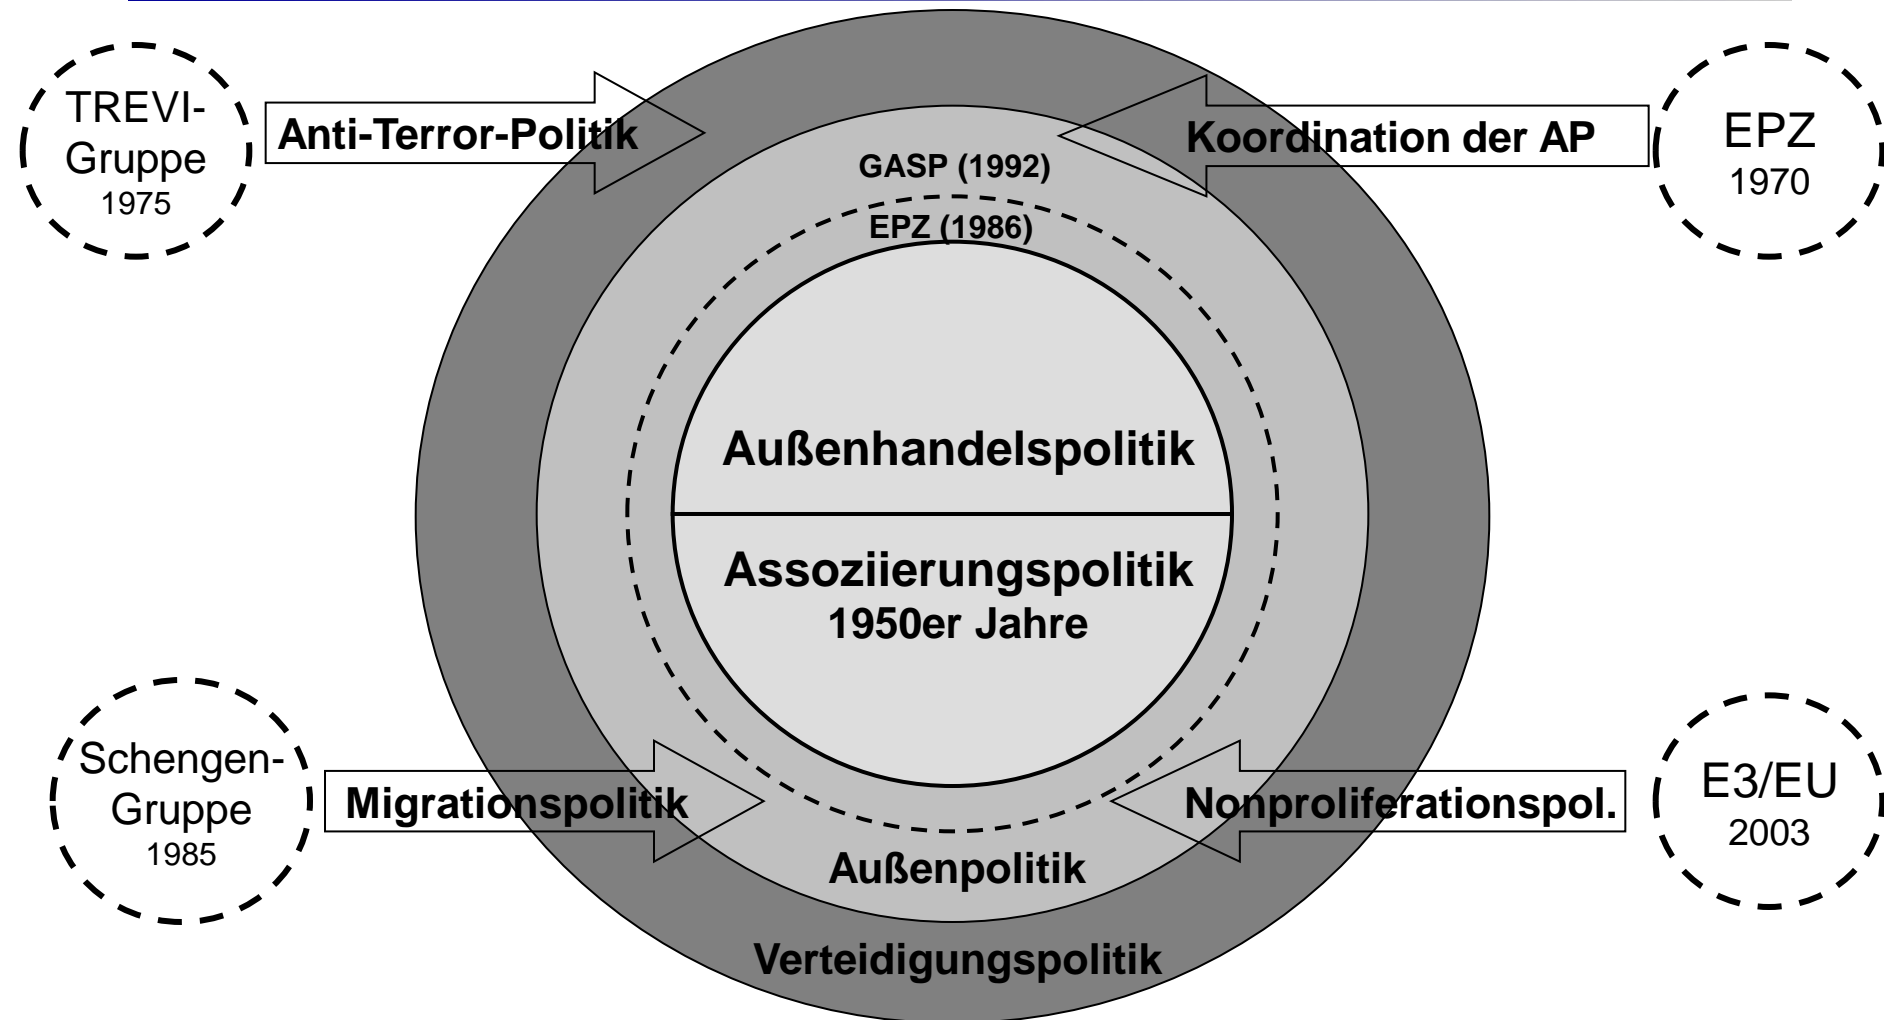 TREVI-
Gruppe
1975
Anti-Terror-Politik
Koordination der AP
EPZ
1970
GASP (1992)
EPZ (1986)
Außenhandelspolitik
Assoziierungspolitik
1950er Jahre
Schengen-
Gruppe
1985
Migrationspolitik
Nonproliferationspol.
E3/EU
2003
Außenpolitik
Verteidigungspolitik